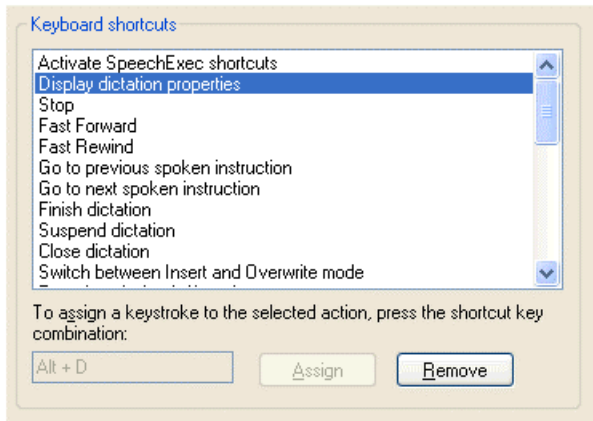 Keyboard shortcuts
Activate SpeechExec shortcuts
Display dictation properties
Stop
Fast Forward
Fast Rewind
Go to previous spoken instruction
Go to next spoken instruction
Finish dictation
Suspend dictation
Close dictation
Switch between Insert and Overwrite mode
To assign a keystroke to the selected action, press the shortcut key
combination:
Alt + D
Assign
Remove